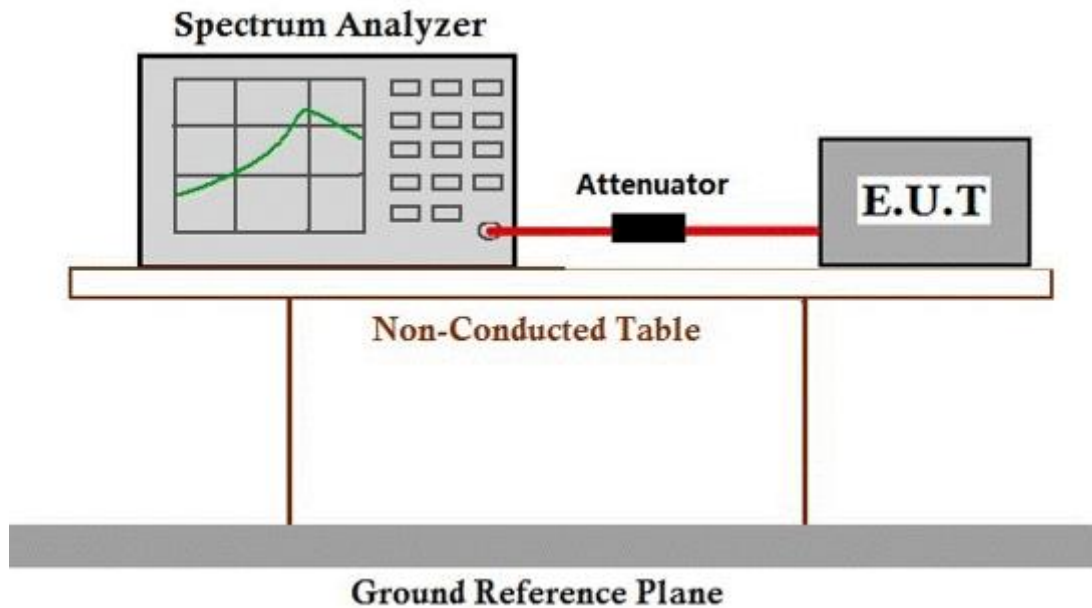 Spectrum Analyzer
Attenuator
E.U.T
Non-Conducted Table
Ground Reference Plane